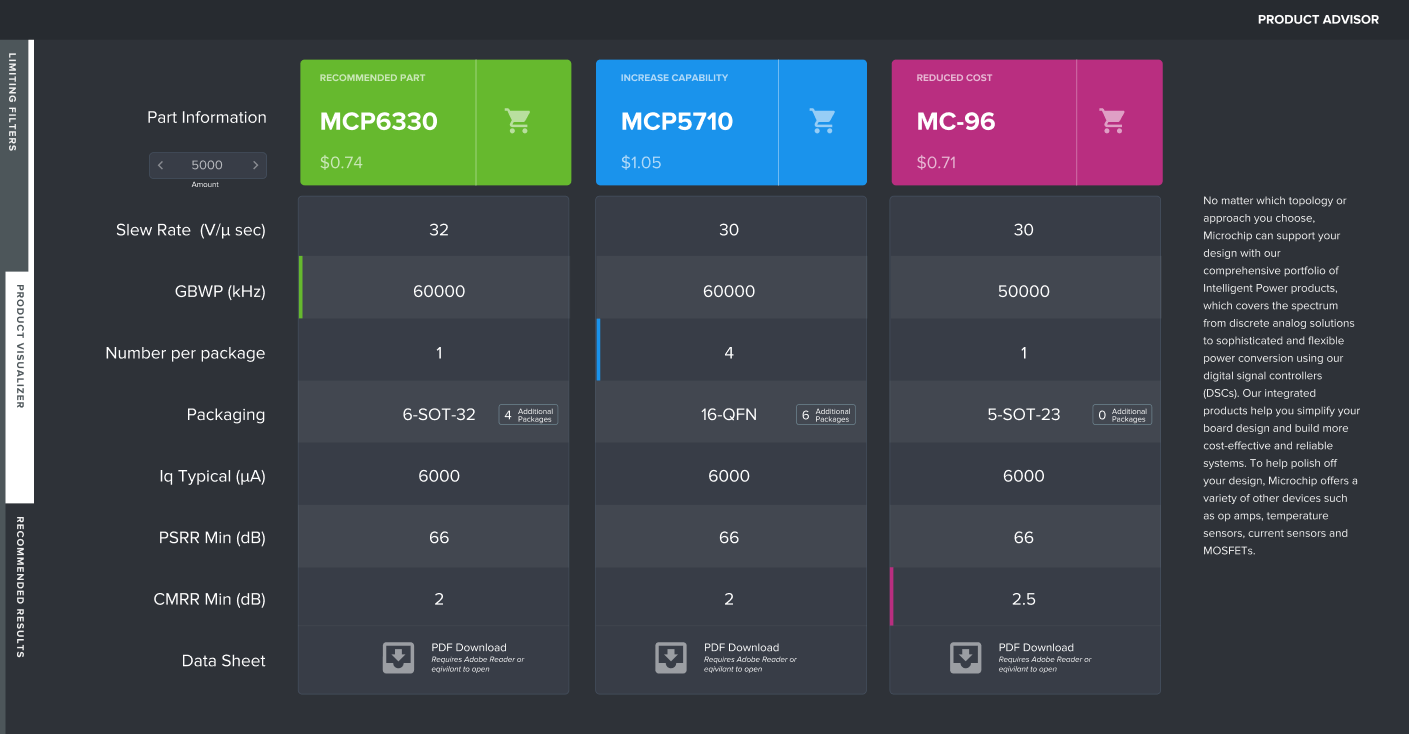 PRODUCT ADVISOR
LIMITING FILTERS
PRODUCT VISUALIZER
RECOMMENDED RESULTS
Part Information
5000
Amount
RECOMMENDED PART
MCP6330
$0.74
INCREASE CAPABILITY
MCP5710
$1.05
REDUCED COST
MC-96
$0.71
Slew Rate (V/μ sec) 32 30 30
GBWP (kHz) 60000 60000 50000
Number per package 1 4 1
Packaging 6-SOT-32 4 Additional Packages 16-QFN 6 Additional Packages 5-SOT-23 0 Additional Packages
Iq Typical (μA) 6000 6000 6000
PSRR Min (dB) 66 66 66
CMRR Min (dB) 2 2 2.5
Data Sheet
PDF Download
Requires Adobe Reader or
eqivilant to open
PDF Download
Requires Adobe Reader or
eqivilant to open
PDF Download
Requires Adobe Reader or
eqivilant to open
No matter which topology or
approach you choose,
Microchip can support your
design with our
comprehensive portfolio of
Intelligent Power products,
which covers the spectrum
from discrete analog solutions
to sophisticated and flexible
power conversion using our
digital signal controllers
(DSCs). Our integrated
products help you simplify your
board design and build more
cost-effective and reliable
systems. To help polish off
your design, Microchip offers a
variety of other devices such
as op amps, temperature
sensors, current sensors and
MOSFETs.